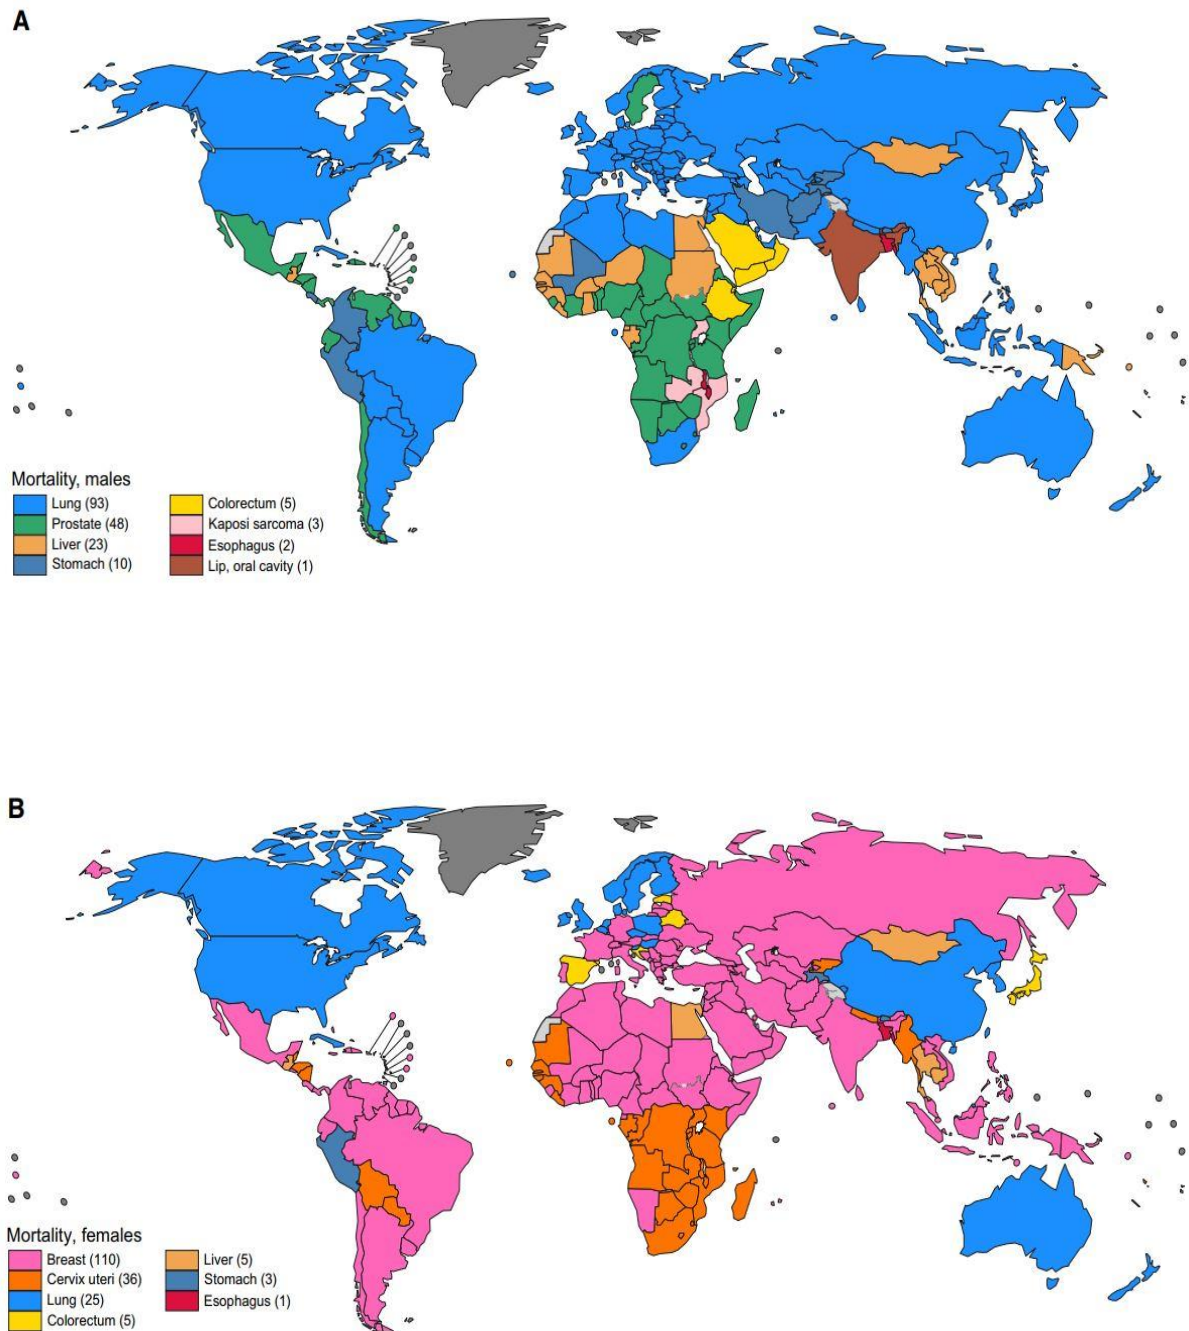 A
Mortality, males
Lung (93)
Prostate (48)
Liver (23)
Stomach (10)
Colorectum (5)
Kaposi sarcoma (3)
Esophagus (2)
Lip, oral cavity (1)
B
Mortality, females
Breast (110)
Cervix uteri (36)
Lung (25)
Colorectum (5)
Liver (5)
Stomach (3)
Esophagus (1)